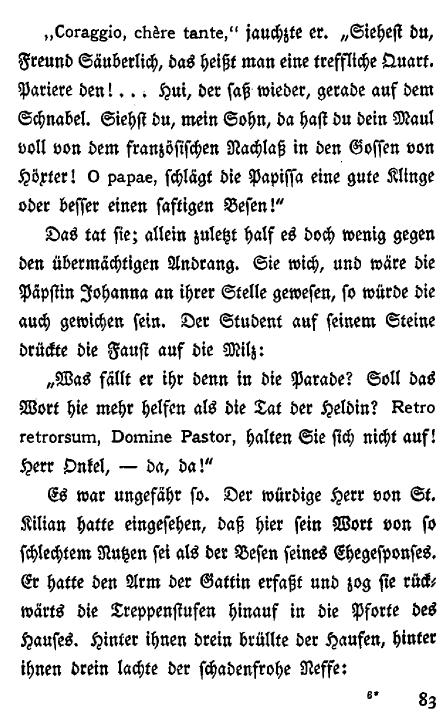 „Coraggio, chère tante,“ jauchzte er. „Siehest du,
Freund Säuberlich, das heißt man eine treffliche Quart.
Pariere den! . . . Hui, der saß wieder, gerade auf dem
Schnabel. Siehst du, mein Sohn, da hast du dein Maul
voll von dem französischen Nachlaß in den Gossen von
Höxter! O papae, schlägt die Papissa eine gute Klinge
oder besser einen saftigen Besen!“
Das tat sie; allein zuletzt half es doch wenig gegen
den übermächtigen Andrang. Sie wich, und wäre die
Päpstin Johanna an ihrer Stelle gewesen, so würde die
auch gewichen sein. Der Student auf seinem Steine
drückte die Faust auf die Milz:
„Was fällt er ihr denn in die Parade? Soll das
Wort hie mehr helfen als die Tat der Heldin? Retro
retrorsum, Domine Pastor, halten Sie sich nicht auf!
Herr Onkel, — da, da!“
Es war ungefähr so. Der würdige Herr von St.
Kilian hatte eingesehen, daß hier sein Wort von so
schlechtem Nutzen sei als der Besen seines Ehegesponses.
Er hatte den Arm der Gattin erfaßt und zog sie rück-
wärts die Treppenstufen hinauf in die Pforte des
Hauses. Hinter ihnen drein brüllte der Haufen, hinter
ihnen drein lachte der schadenfrohe Neffe:
6* 83